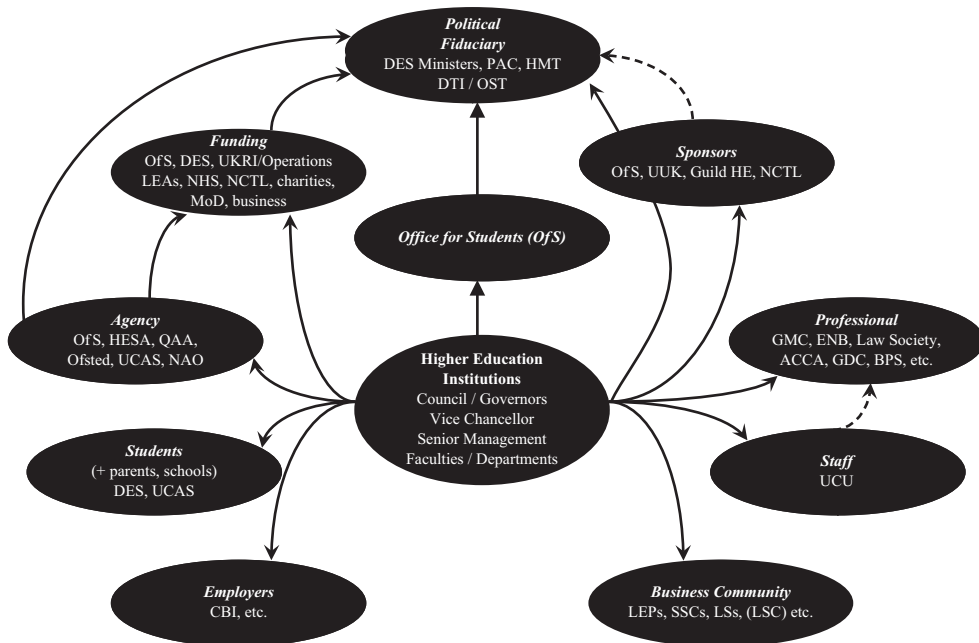 Political
Fiduciary
DES Ministers, PAC, HMT
DTI / OST
Funding
OfS, DES, UKRI/Operations
LEAs, NHS, NCTL, charities,
MoD, business
Sponsors
OfS, UUK, Guild HE, NCTL
Office for Students (OfS)
Agency
OfS, HESA, QAA,
Ofsted, UCAS, NAO
Higher Education
Institutions
Council / Governors
Vice Chancellor
Senior Management
Faculties / Departments
Professional
GMC, ENB, Law Society,
ACCA, GDC, BPS, etc.
Students
(+ parents, schools)
DES, UCAS
Staff
UCU
Employers
CBI, etc.
Business Community
LEPs, SSCs, LSs, (LSC) etc.